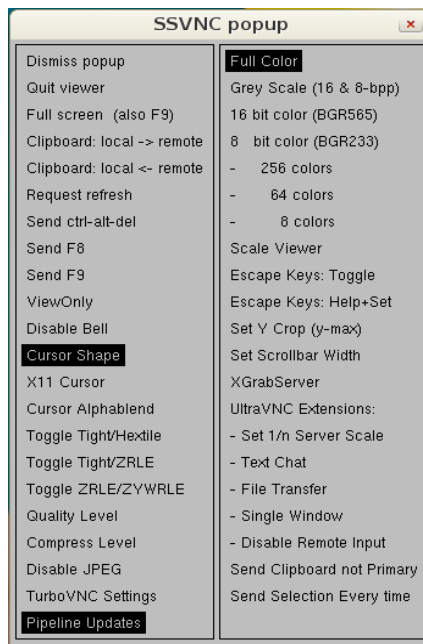 SSVNC popup
Dismiss popup
Quit viewer
Full screen (also F9)
Clipboard: local -> remote
Clipboard: local <- remote
Request refresh
Send ctrl-alt-del
Send F8
Send F9
ViewOnly
Disable Bell
Cursor Shape
X11 Cursor
Cursor Alphablend
Toggle Tight/Hextile
Toggle Tight/ZRLE
Toggle ZRLE/ZYWRLE
Quality Level
Compress Level
Disable JPEG
TurboVNC Settings
Pipeline Updates
Full Color
Grey Scale (16 & 8-bpp)
16 bit color (BGR565)
8 bit color (BGR233)
- 256 colors
- 64 colors
- 8 colors
Scale Viewer
Escape Keys: Toggle
Escape Keys: Help+Set
Set Y Crop (y-max)
Set Scrollbar Width
XGrabServer
UltraVNC Extensions:
- Set 1/n Server Scale
- Text Chat
- File Transfer
- Single Window
- Disable Remote Input
Send Clipboard not Primary
Send Selection Every time